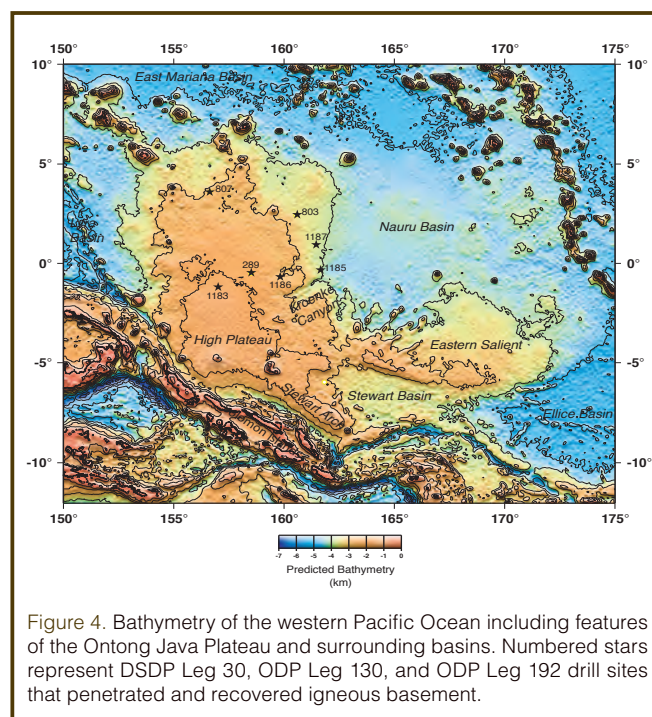 150° 155° 160° 165° 170° 175°
10° 10°
East Mariana Basin
5° 5°
807
803
Nauru Basin
1187
Basin
0° 0°
289
1185
1186
1183
Kroenke
Canyon
High Plateau
Eastern Salient
-5° -5°
Stewart Basin
Stewart Arch
Ellice Basin
-10° -10°
150° 155° 160° 165° 170° 175°
-7 -6 -5 -4 -3 -2 -1 0
Predicted Bathymetry
(km)
Figure 4. Bathymetry of the western Pacific Ocean including features
of the Ontong Java Plateau and surrounding basins. Numbered stars
represent DSDP Leg 30, ODP Leg 130, and ODP Leg 192 drill sites
that penetrated and recovered igneous basement.